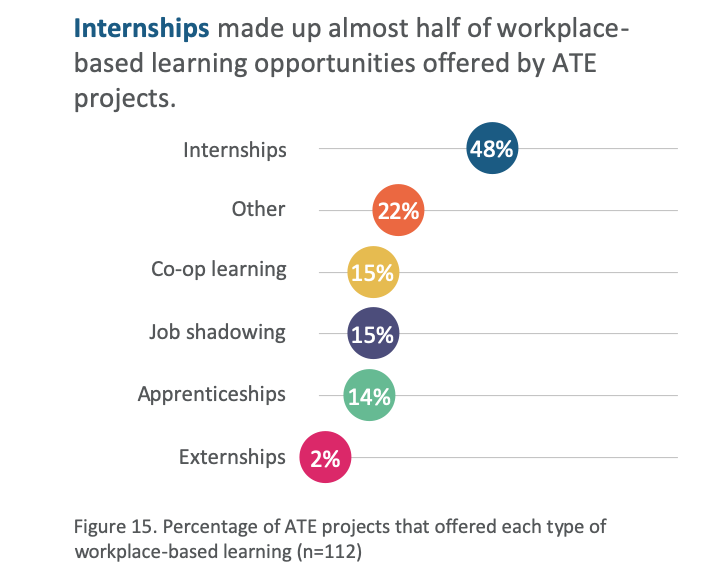 Internships made up almost half of workplace-
based learning opportunities offered by ATE
projects.
Internships 48%
Other 22%
Co-op learning 15%
Job shadowing 15%
Apprenticeships 14%
Externships 2%
Figure 15. Percentage of ATE projects that offered each type of
workplace-based learning (n=112)